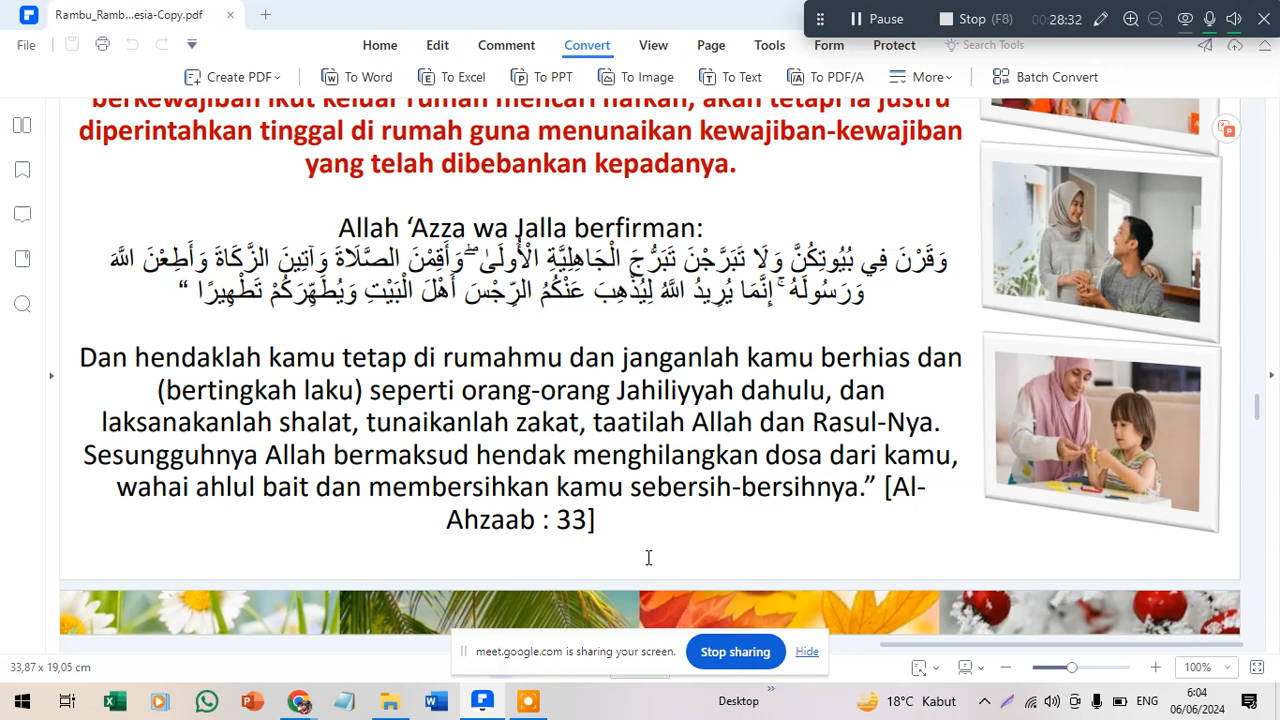 Rambu_Ramb...esia-Copy.pdf
Pause
Stop (F8)
00:28:32
File
Home
Edit
Comment
Convert
View
Page
Tools
Form
Protect
Search Tools
Create PDF
To Word
To Excel
To PPT
To Image
To Text
To PDF/A
More
Batch Convert
berkewajiban ikut keluar rumah mencari nafkah, akan tetapi ia justru
diperintahkan tinggal di rumah guna menunaikan kewajiban-kewajiban
yang telah dibebankan kepadanya.
Allah ‘Azza wa Jalla berfirman:
وَقَرْنَ فِي بُيُوتِكُنَّ وَلَا تَبَرَّجْنَ تَبَرُّجَ الْجَاهِلِيَّةِ الْأُولَىٰ ۖ وَأَقِمْنَ الصَّلَاةَ وَآتِينَ الزَّكَاةَ وَأَطِعْنَ اللَّهَ
وَرَسُولَهُ ۚ إِنَّمَا يُرِيدُ اللَّهُ لِيُذْهِبَ عَنْكُمُ الرِّجْسَ أَهْلَ الْبَيْتِ وَيُطَهِّرَكُمْ تَطْهِيرًا “
Dan hendaklah kamu tetap di rumahmu dan janganlah kamu berhias dan
(bertingkah laku) seperti orang-orang Jahiliyyah dahulu, dan
laksanakanlah shalat, tunaikanlah zakat, taatilah Allah dan Rasul-Nya.
Sesungguhnya Allah bermaksud hendak menghilangkan dosa dari kamu,
wahai ahlul bait dan membersihkan kamu sebersih-bersihnya.” [Al-
Ahzaab : 33]
meet.google.com is sharing your screen.
Stop sharing
Hide
33,87 x 19,05 cm
100%
Desktop
18°C Kabut
ENG
6:04
06/06/2024